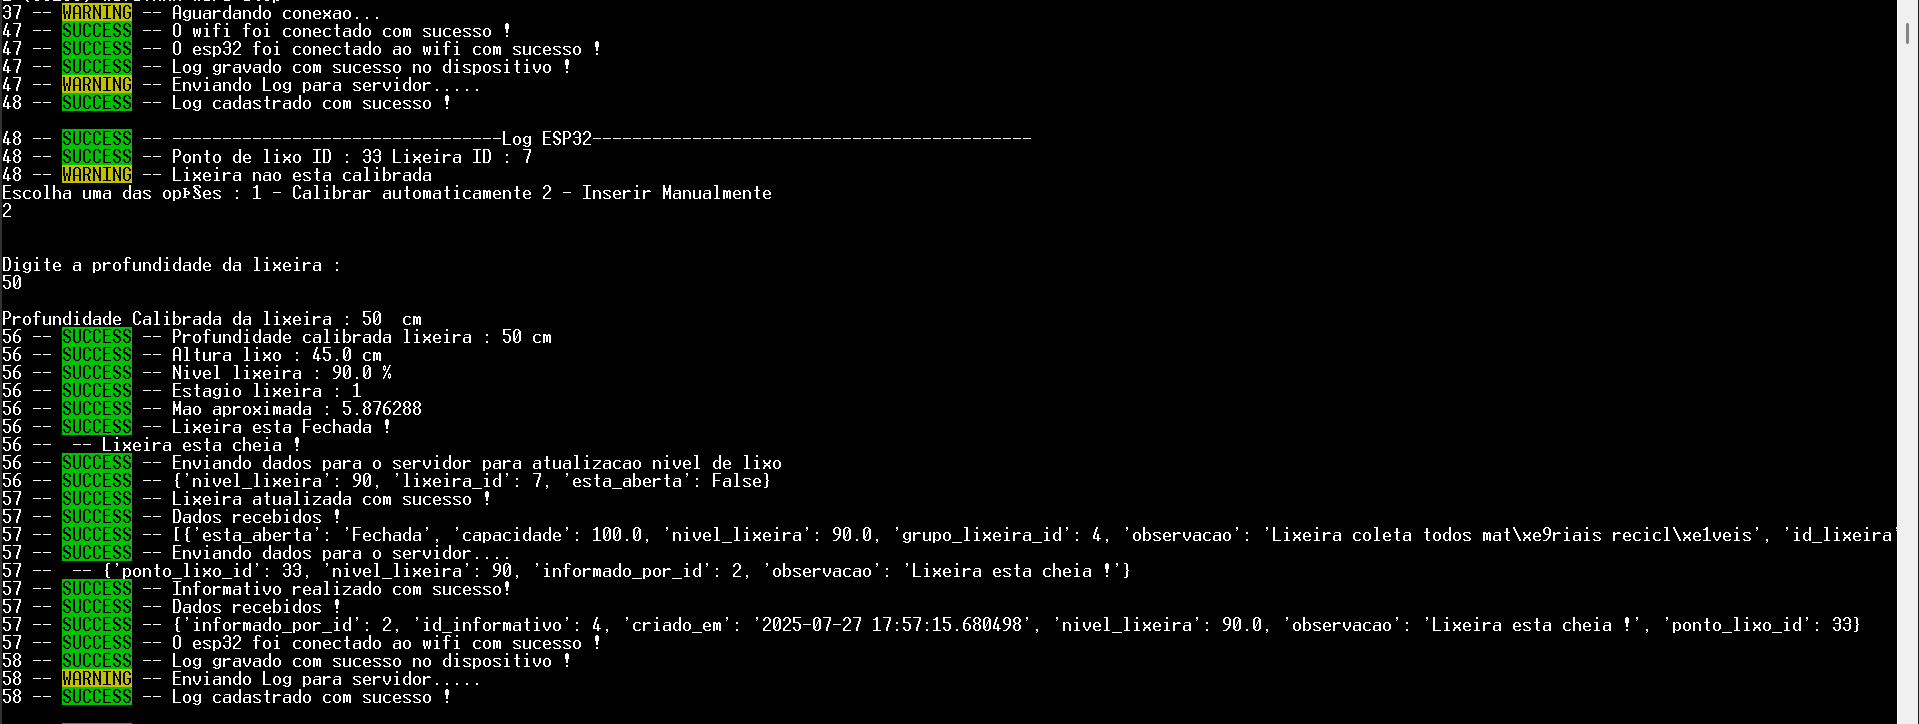 37 -- WARNING -- Aguardando conexao...
47 -- SUCCESS -- O wifi foi conectado com sucesso !
47 -- SUCCESS -- O esp32 foi conectado ao wifi com sucesso !
47 -- SUCCESS -- Log gravado com sucesso no dispositivo !
47 -- WARNING -- Enviando Log para servidor.....
48 -- SUCCESS -- Log cadastrado com sucesso !
48 -- SUCCESS -- ---------------------------------Log ESP32--------------------------------------------
48 -- SUCCESS -- Ponto de lixo ID : 33 Lixeira ID : 7
48 -- WARNING -- Lixeira nao esta calibrada
Escolha uma das opÞ§es : 1 - Calibrar automaticamente 2 - Inserir Manualmente
2
Digite a profundidade da lixeira :
50
Profundidade Calibrada da lixeira : 50  cm
56 -- SUCCESS -- Profundidade calibrada lixeira : 50 cm
56 -- SUCCESS -- Altura lixo : 45.0 cm
56 -- SUCCESS -- Nivel lixeira : 90.0 %
56 -- SUCCESS -- Estagio lixeira : 1
56 -- SUCCESS -- Mao aproximada : 5.876288
56 -- SUCCESS -- Lixeira esta Fechada !
56 --  -- Lixeira esta cheia !
56 -- SUCCESS -- Enviando dados para o servidor para atualizacao nivel de lixo
56 -- SUCCESS -- {'nivel_lixeira': 90, 'lixeira_id': 7, 'esta_aberta': False}
57 -- SUCCESS -- Lixeira atualizada com sucesso !
57 -- SUCCESS -- Dados recebidos !
57 -- SUCCESS -- [{'esta_aberta': 'Fechada', 'capacidade': 100.0, 'nivel_lixeira': 90.0, 'grupo_lixeira_id': 4, 'observacao': 'Lixeira coleta todos mat\xe9riais recicl\xe1veis', 'id_lixeira'
57 -- SUCCESS -- Enviando dados para o servidor....
57 --  -- {'ponto_lixo_id': 33, 'nivel_lixeira': 90, 'informado_por_id': 2, 'observacao': 'Lixeira esta cheia !'}
57 -- SUCCESS -- Informativo realizado com sucesso!
57 -- SUCCESS -- Dados recebidos !
57 -- SUCCESS -- {'informado_por_id': 2, 'id_informativo': 4, 'criado_em': '2025-07-27 17:57:15.680498', 'nivel_lixeira': 90.0, 'observacao': 'Lixeira esta cheia !', 'ponto_lixo_id': 33}
57 -- SUCCESS -- O esp32 foi conectado ao wifi com sucesso !
58 -- SUCCESS -- Log gravado com sucesso no dispositivo !
58 -- WARNING -- Enviando Log para servidor.....
58 -- SUCCESS -- Log cadastrado com sucesso !